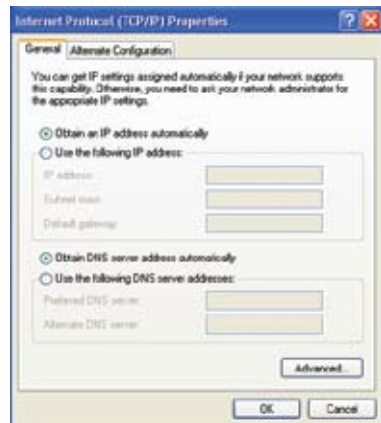 Internet Protocol (TCP/IP) Properties
General
Alternate Configuration
You can get IP settings assigned automatically if your network supports
this capability. Otherwise, you need to ask your network administrator for
the appropriate IP settings.
Obtain an IP address automatically
Use the following IP address:
IP address:
Subnet mask:
Default gateway:
Obtain DNS server address automatically
Use the following DNS server addresses:
Preferred DNS server:
Alternate DNS server:
Advanced...
OK
Cancel